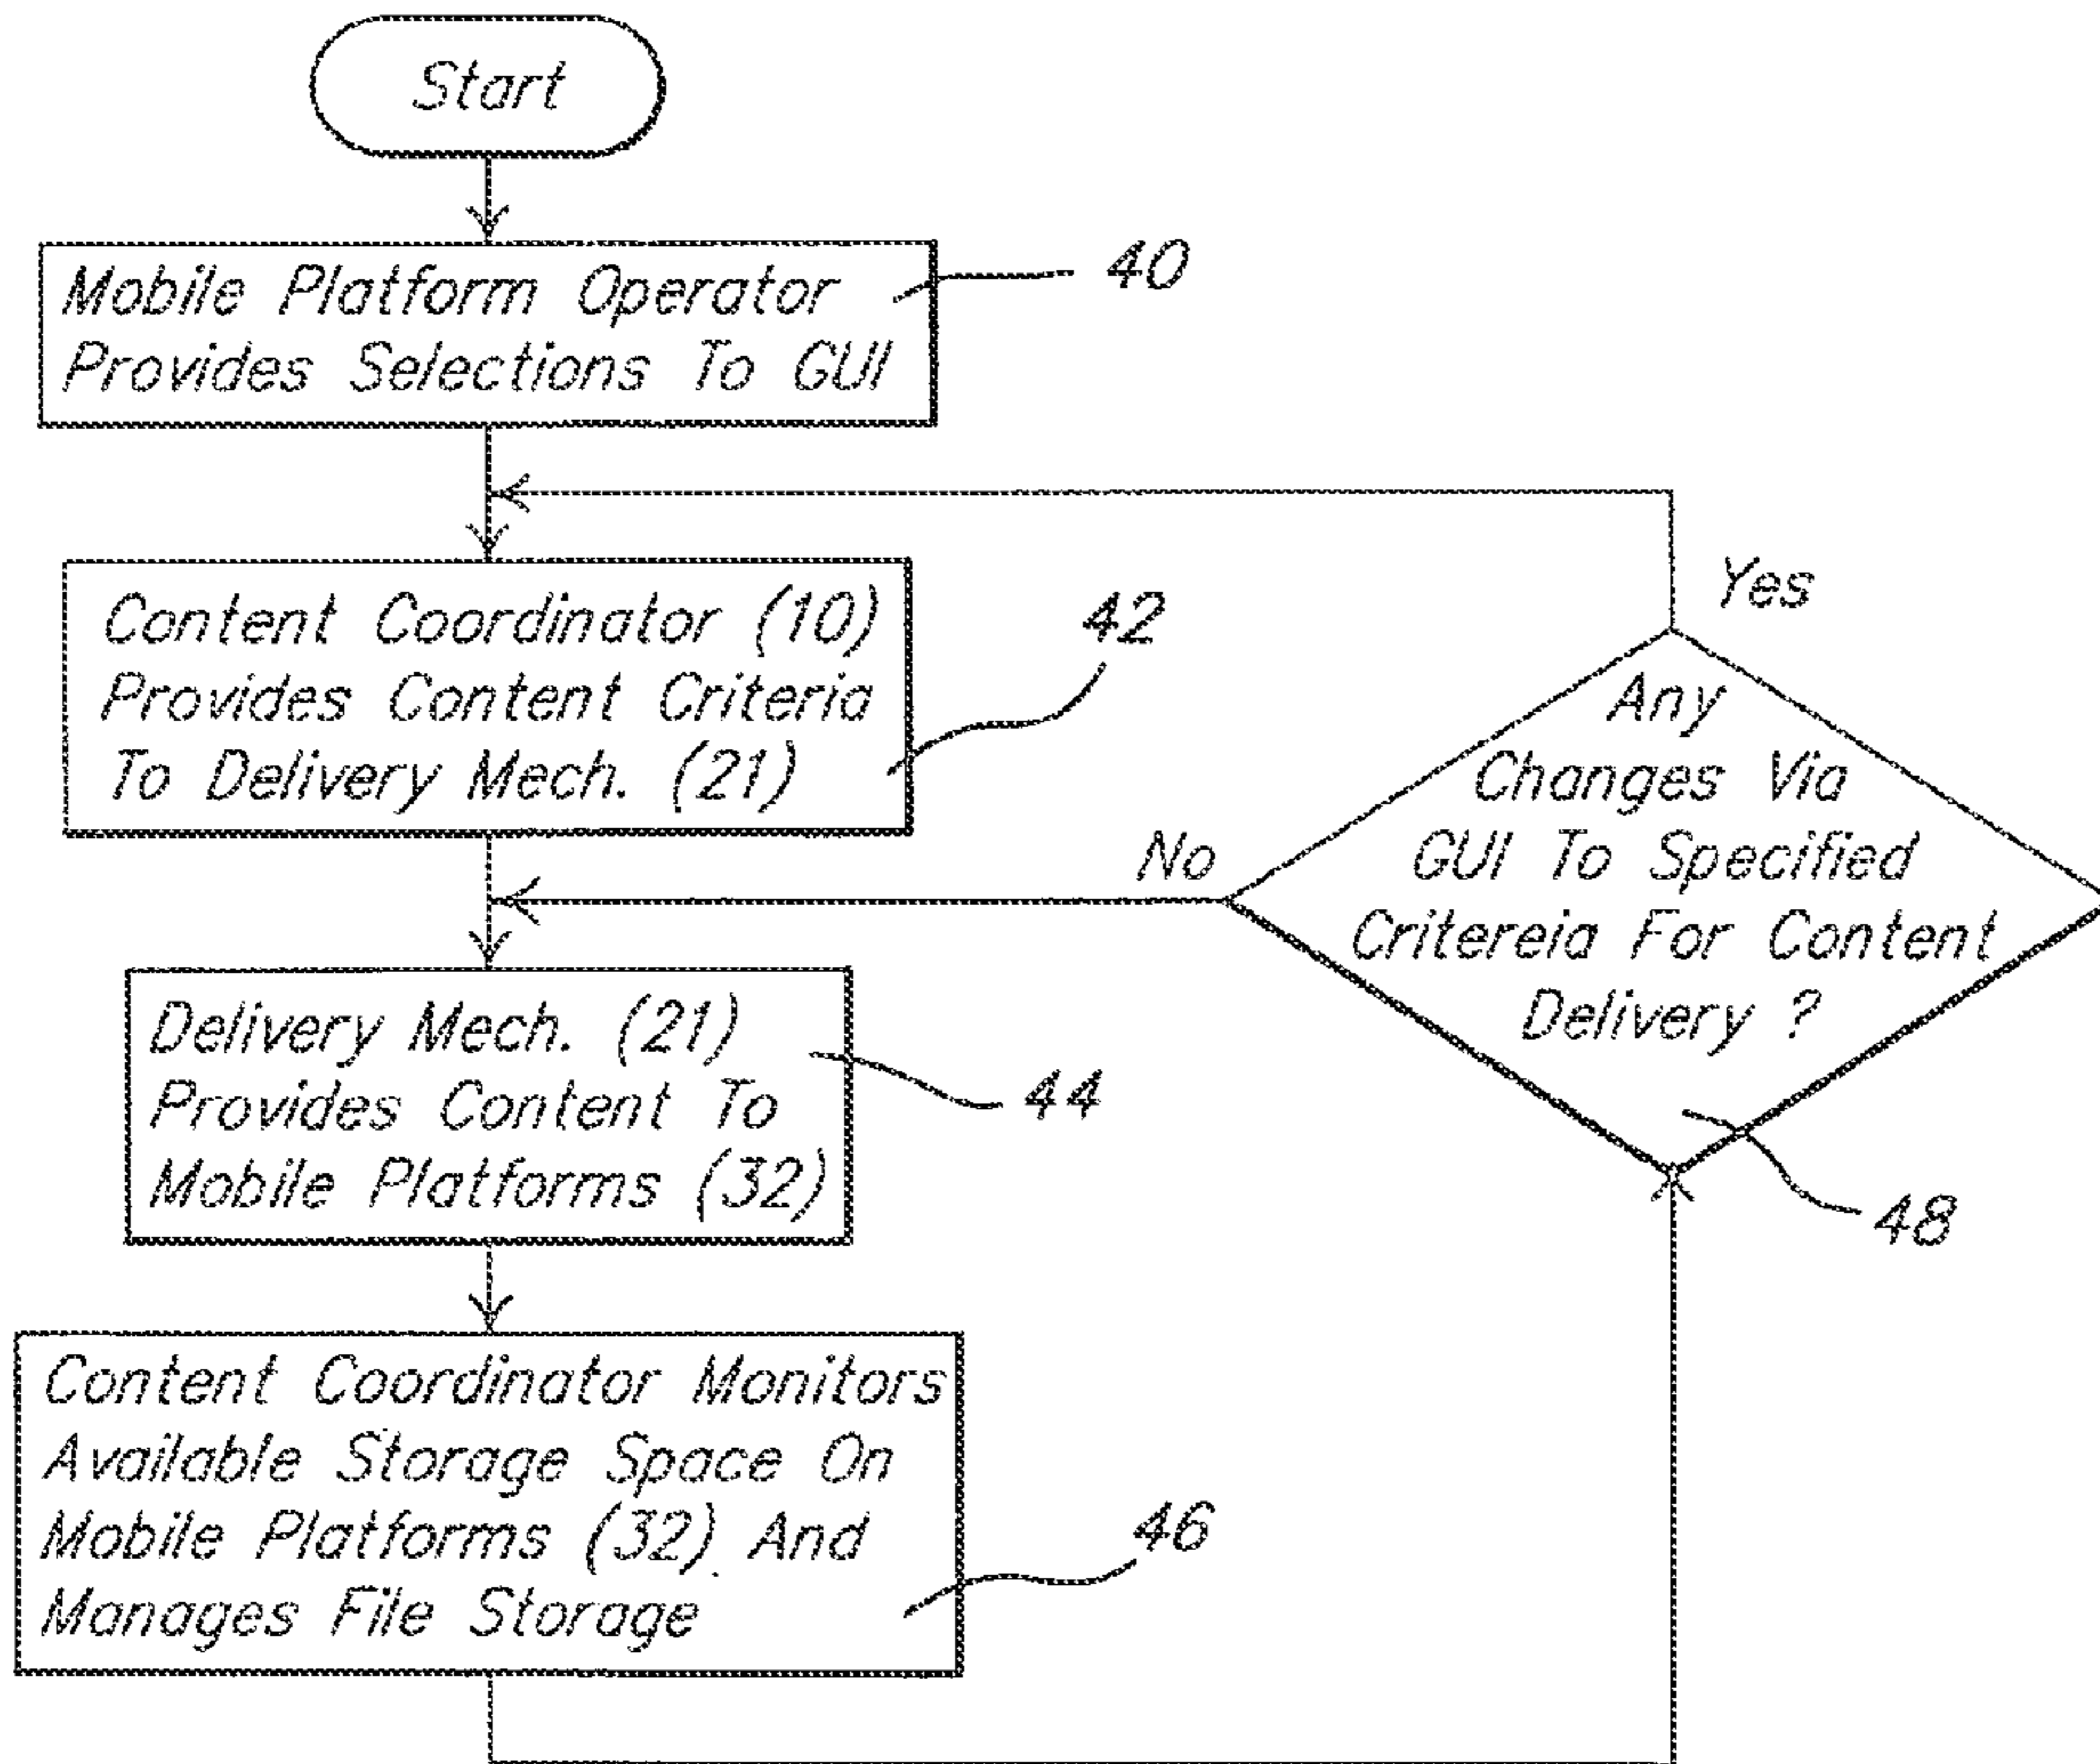 Start
Mobile Platform Operator
Provides Selections To GUI
40
Content Coordinator (10)
Provides Content Criteria
To Delivery Mech. (21)
42
Yes
No
Any
Changes Via
GUI To Specified
Critereia For Content
Delivery ?
48
Delivery Mech. (21)
Provides Content To
Mobile Platforms (32)
44
Content Coordinator Monitors
Available Storage Space On
Mobile Platforms (32) And
Manages File Storage
46